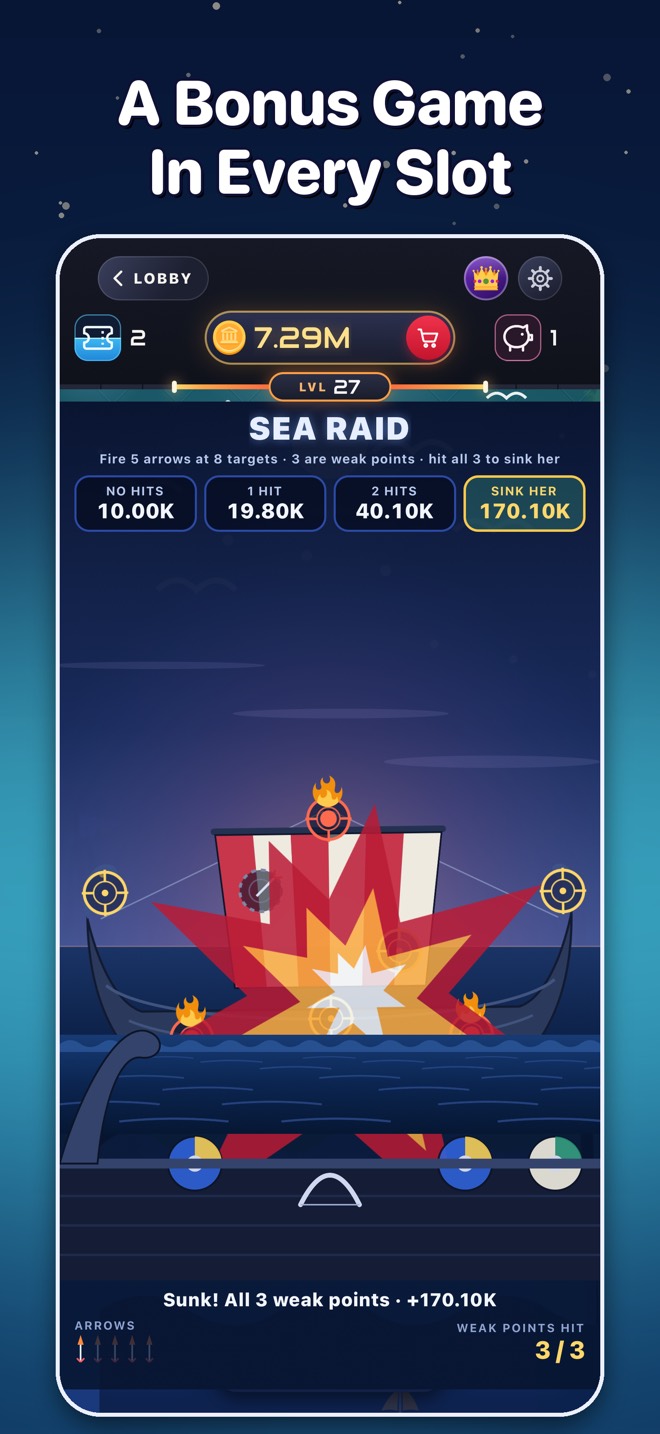 A Bonus Game
In Every Slot
LOBBY
2
7.29M
1
LVL 27
SEA RAID
Fire 5 arrows at 8 targets · 3 are weak points · hit all 3 to sink her
NO HITS
1 HIT
2 HITS
SINK HER
10.00K
19.80K
40.10K
170.10K
Sunk! All 3 weak points · +170.10K
ARROWS
WEAK POINTS HIT
3 / 3